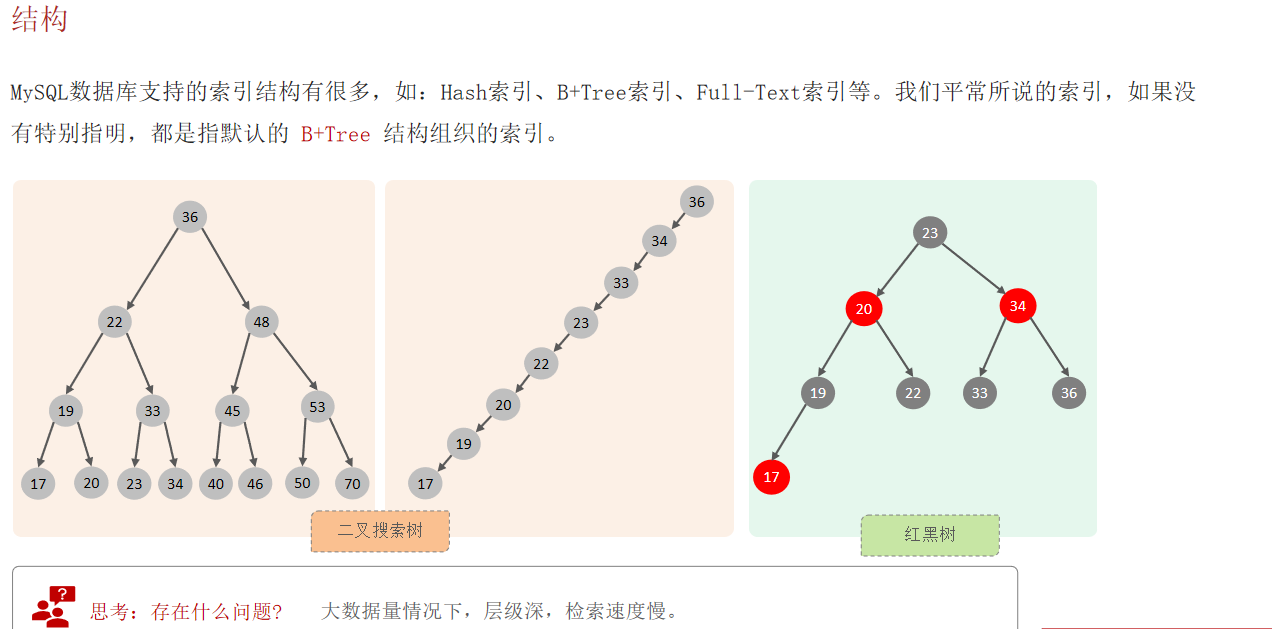 结构
MySQL数据库支持的索引结构有很多，如：Hash索引、B+Tree索引、Full-Text索引等。我们平常所说的索引，如果没
有特别指明，都是指默认的 B+Tree 结构组织的索引。
36
22 48
19 33 45 53
17 20 23 34 40 46 50 70
36
34
33
23
22
20
19
17
二叉搜索树
23
20 34
19 22 33 36
17
红黑树
?
思考：存在什么问题? 大数据量情况下，层级深，检索速度慢。